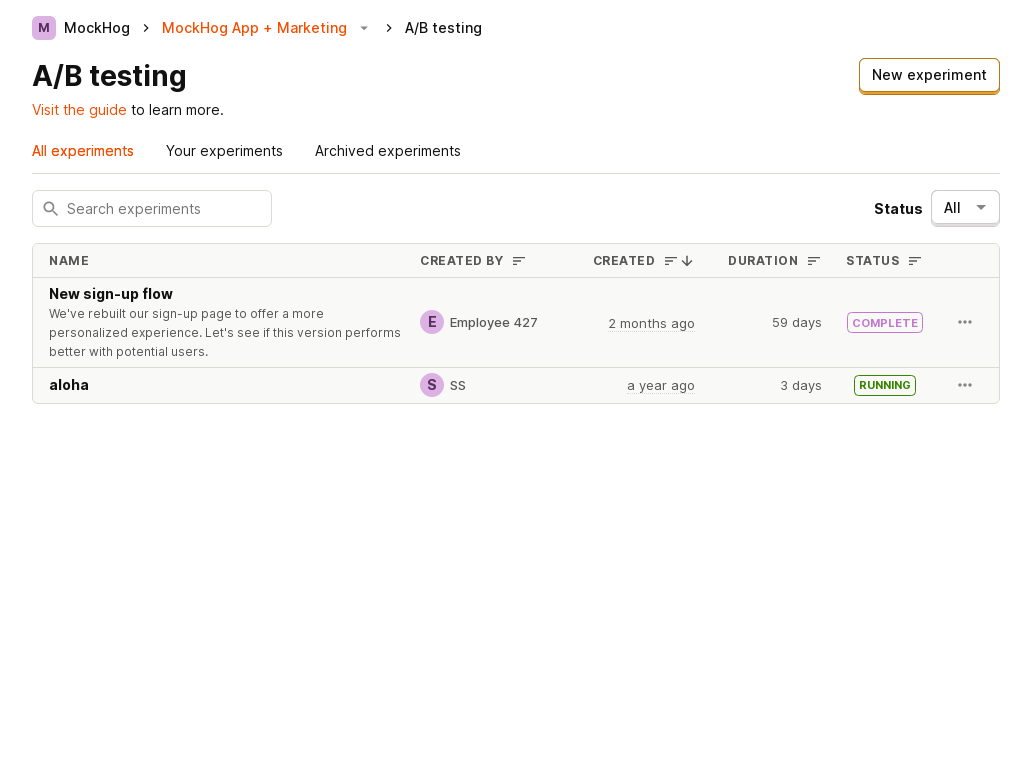 M MockHog MockHog App + Marketing A/B testing
A/B testing
New experiment
Visit the guide to learn more.
All experiments Your experiments Archived experiments
Search experiments Status All
NAME CREATED BY CREATED DURATION STATUS
New sign-up flow
We've rebuilt our sign-up page to offer a more
personalized experience. Let's see if this version performs
better with potential users.
E Employee 427 2 months ago 59 days COMPLETE
aloha S SS a year ago 3 days RUNNING